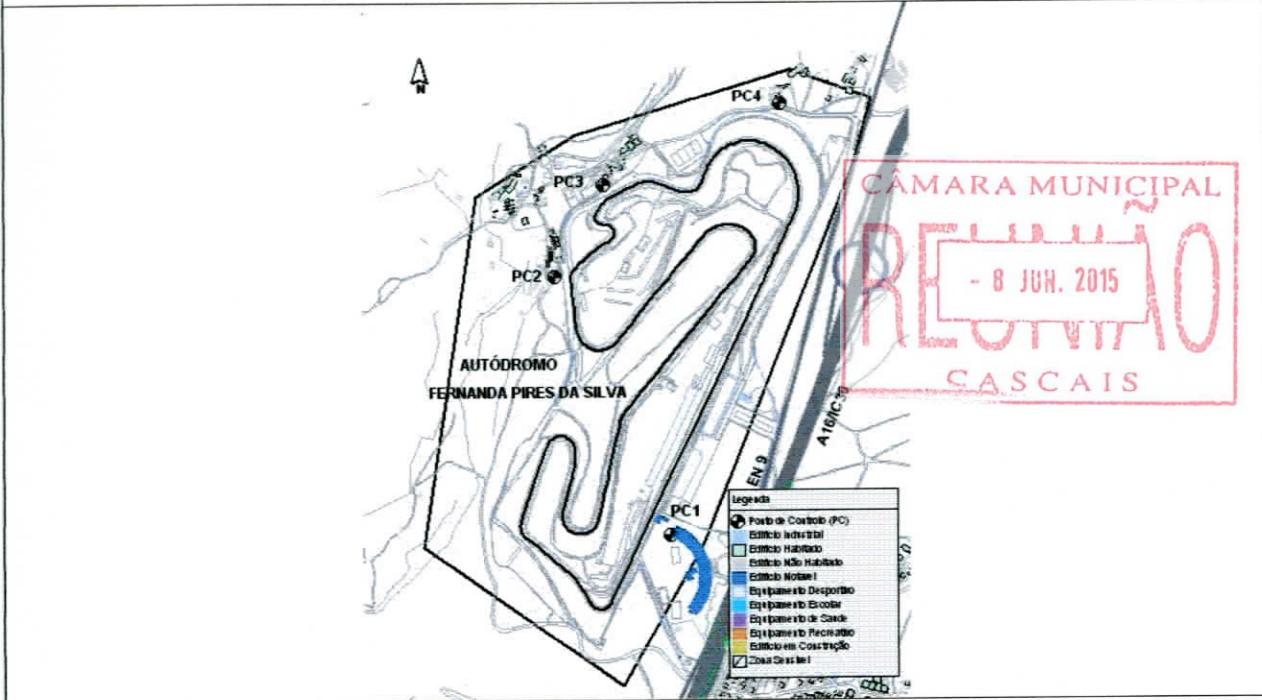 N
PC4
PC3
PC2
AUTÓDROMO
FERNANDA PIRES DA SILVA
PC1
EN 9
A16/IC30
CÂMARA MUNICIPAL
REUNIÃO
- 8 JUN. 2015
CASCAIS
Legenda
Ponto de Controlo (PC)
Edifício Industrial
Edifício Habitado
Edifício Não Habitado
Edifício Notável
Equipamento Desportivo
Equipamento Escolar
Equipamento de Saúde
Equipamento Recreativo
Edifício em Construção
Zona Sensível